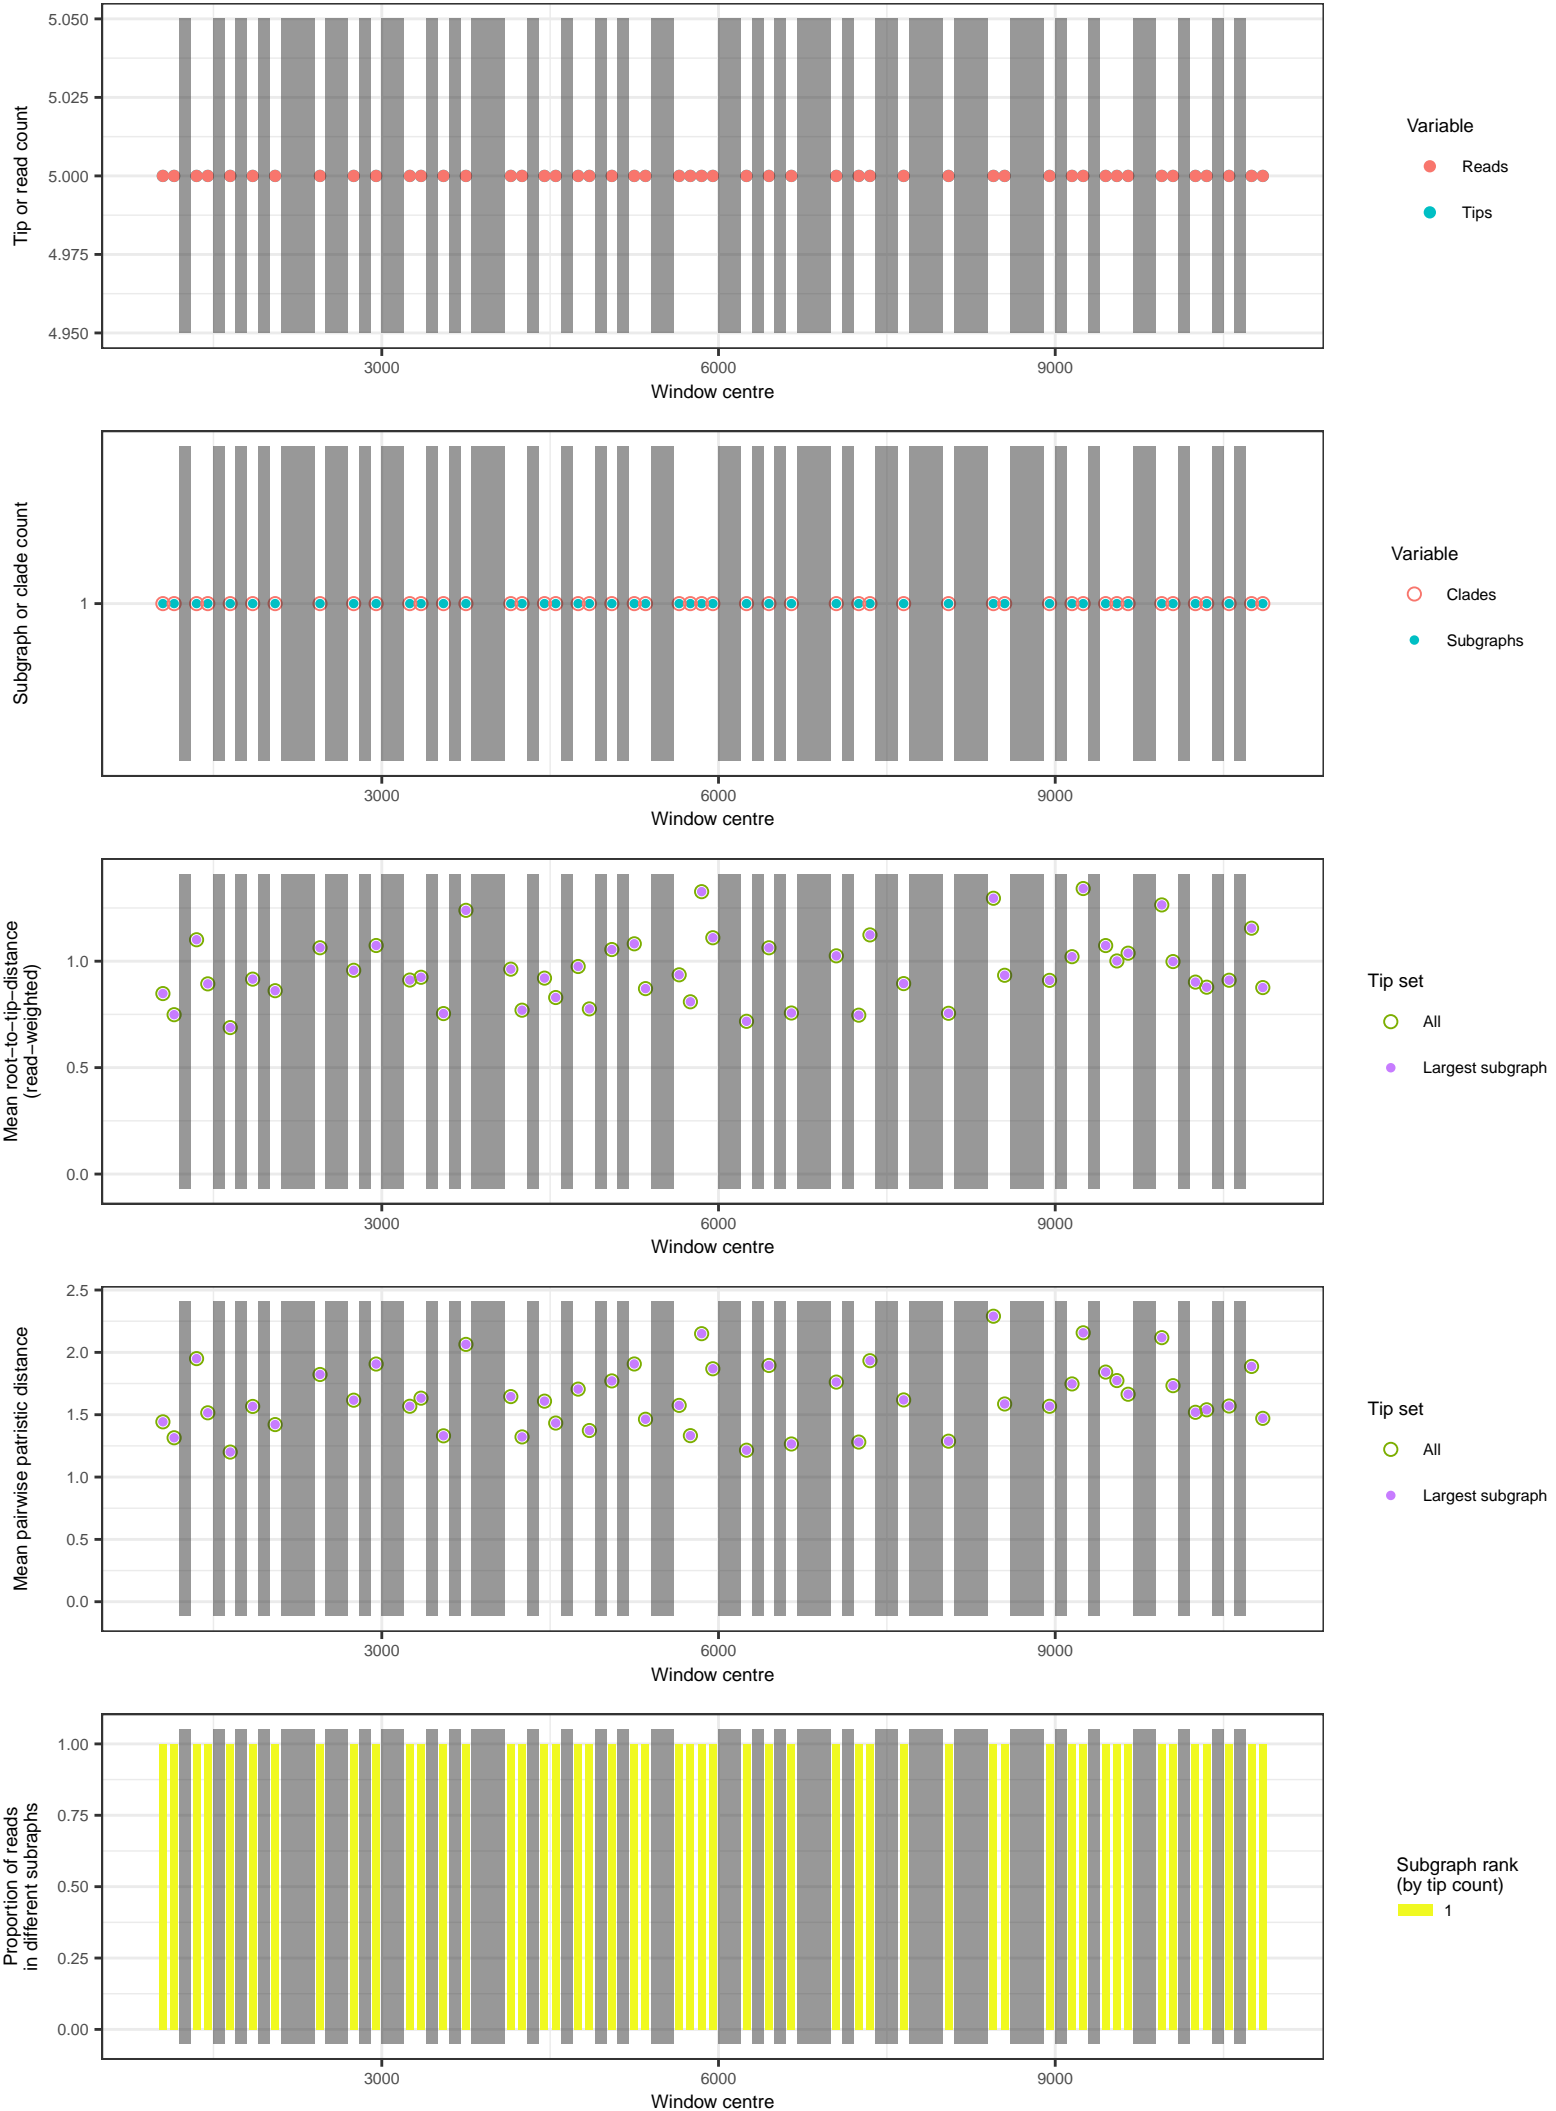 5.050
5.025
5.000
4.975
4.950
Tip or read count
3000
6000
9000
Window centre
Variable
Reads
Tips
1
Subgraph or clade count
3000
6000
9000
Window centre
Variable
Clades
Subgraphs
1.0
0.5
0.0
Mean root−to−tip−distance
(read−weighted)
3000
6000
9000
Window centre
Tip set
All
Largest subgraph
2.5
2.0
1.5
1.0
0.5
0.0
Mean pairwise patristic distance
3000
6000
9000
Window centre
Tip set
All
Largest subgraph
1.00
0.75
0.50
0.25
0.00
Proportion of reads
in different subraphs
3000
6000
9000
Window centre
Subgraph rank
(by tip count)
1